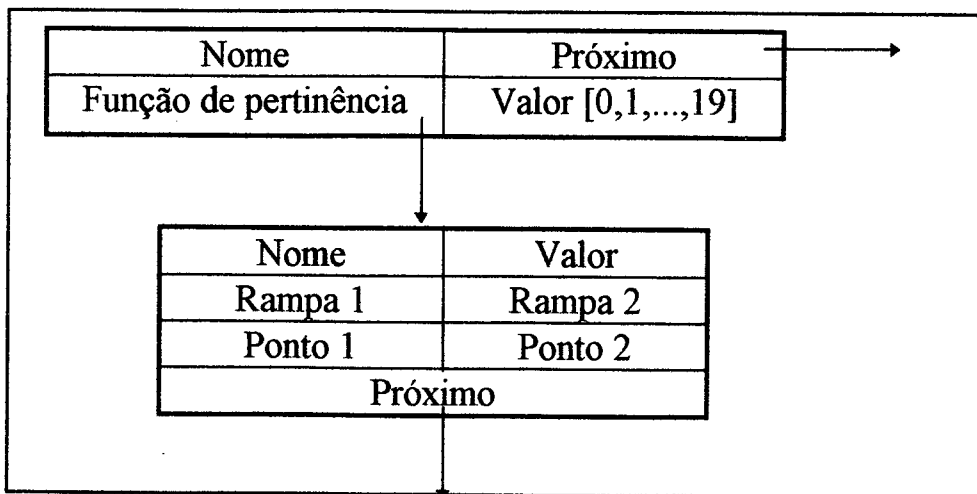 Nome Próximo
Função de pertinência Valor [0,1,...,19]
Nome Valor
Rampa 1 Rampa 2
Ponto 1 Ponto 2
Próximo